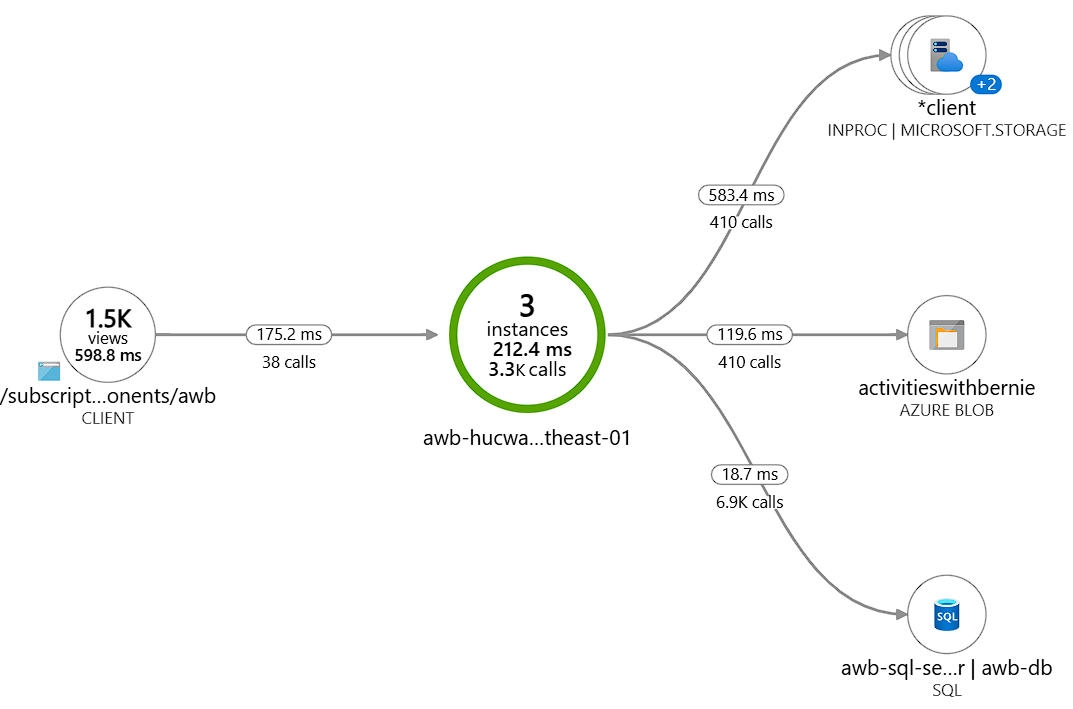 +2
*client
INPROC | MICROSOFT.STORAGE
583.4 ms
410 calls
1.5K
views
598.8 ms
/subscript...onents/awb
CLIENT
175.2 ms
38 calls
3
instances
212.4 ms
3.3K calls
awb-hucwa...theast-01
119.6 ms
410 calls
activitieswithbernie
AZURE BLOB
18.7 ms
6.9K calls
SQL
awb-sql-se...r | awb-db
SQL